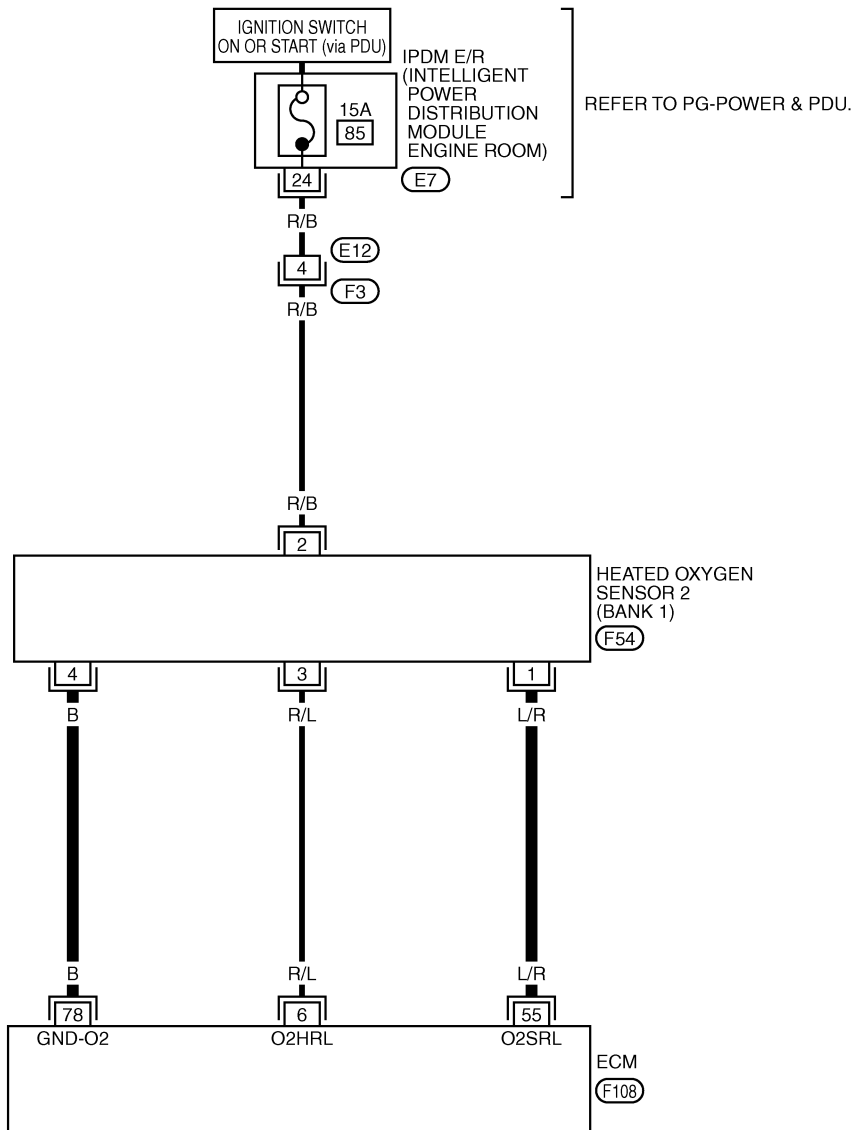 IGNITION SWITCH
ON OR START (via PDU)
IPDM E/R
(INTELLIGENT
POWER
DISTRIBUTION
MODULE
ENGINE ROOM)
REFER TO PG-POWER & PDU.
15A
85
24
E7
R/B
E12
4
F3
R/B
R/B
2
HEATED OXYGEN
SENSOR 2
(BANK 1)
F54
4 3 1
B R/L L/R
B R/L L/R
78 6 55
GND-O2 O2HRL O2SRL
ECM
F108